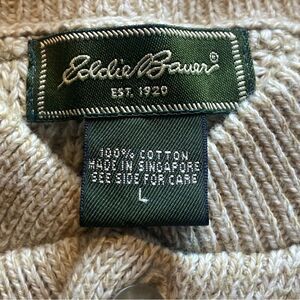 Eddie Bauer®
EST. 1920
100% COTTON
MADE IN SINGAPORE
SEE SIDE FOR CARE
L